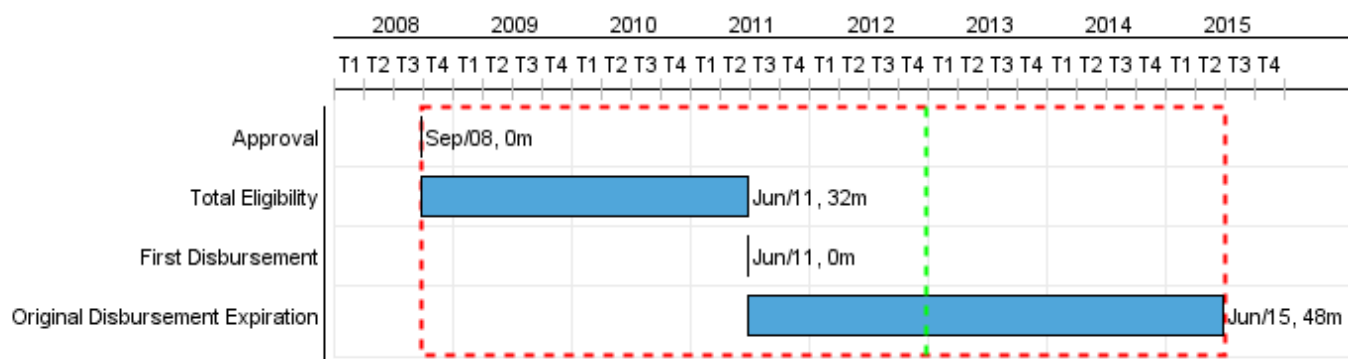 2008 2009 2010 2011 2012 2013 2014 2015
T1 T2 T3 T4 T1 T2 T3 T4 T1 T2 T3 T4 T1 T2 T3 T4 T1 T2 T3 T4 T1 T2 T3 T4 T1 T2 T3 T4 T1 T2 T3 T4
Approval Sep/08, 0m
Total Eligibility Jun/11, 32m
First Disbursement Jun/11, 0m
Original Disbursement Expiration Jun/15, 48m